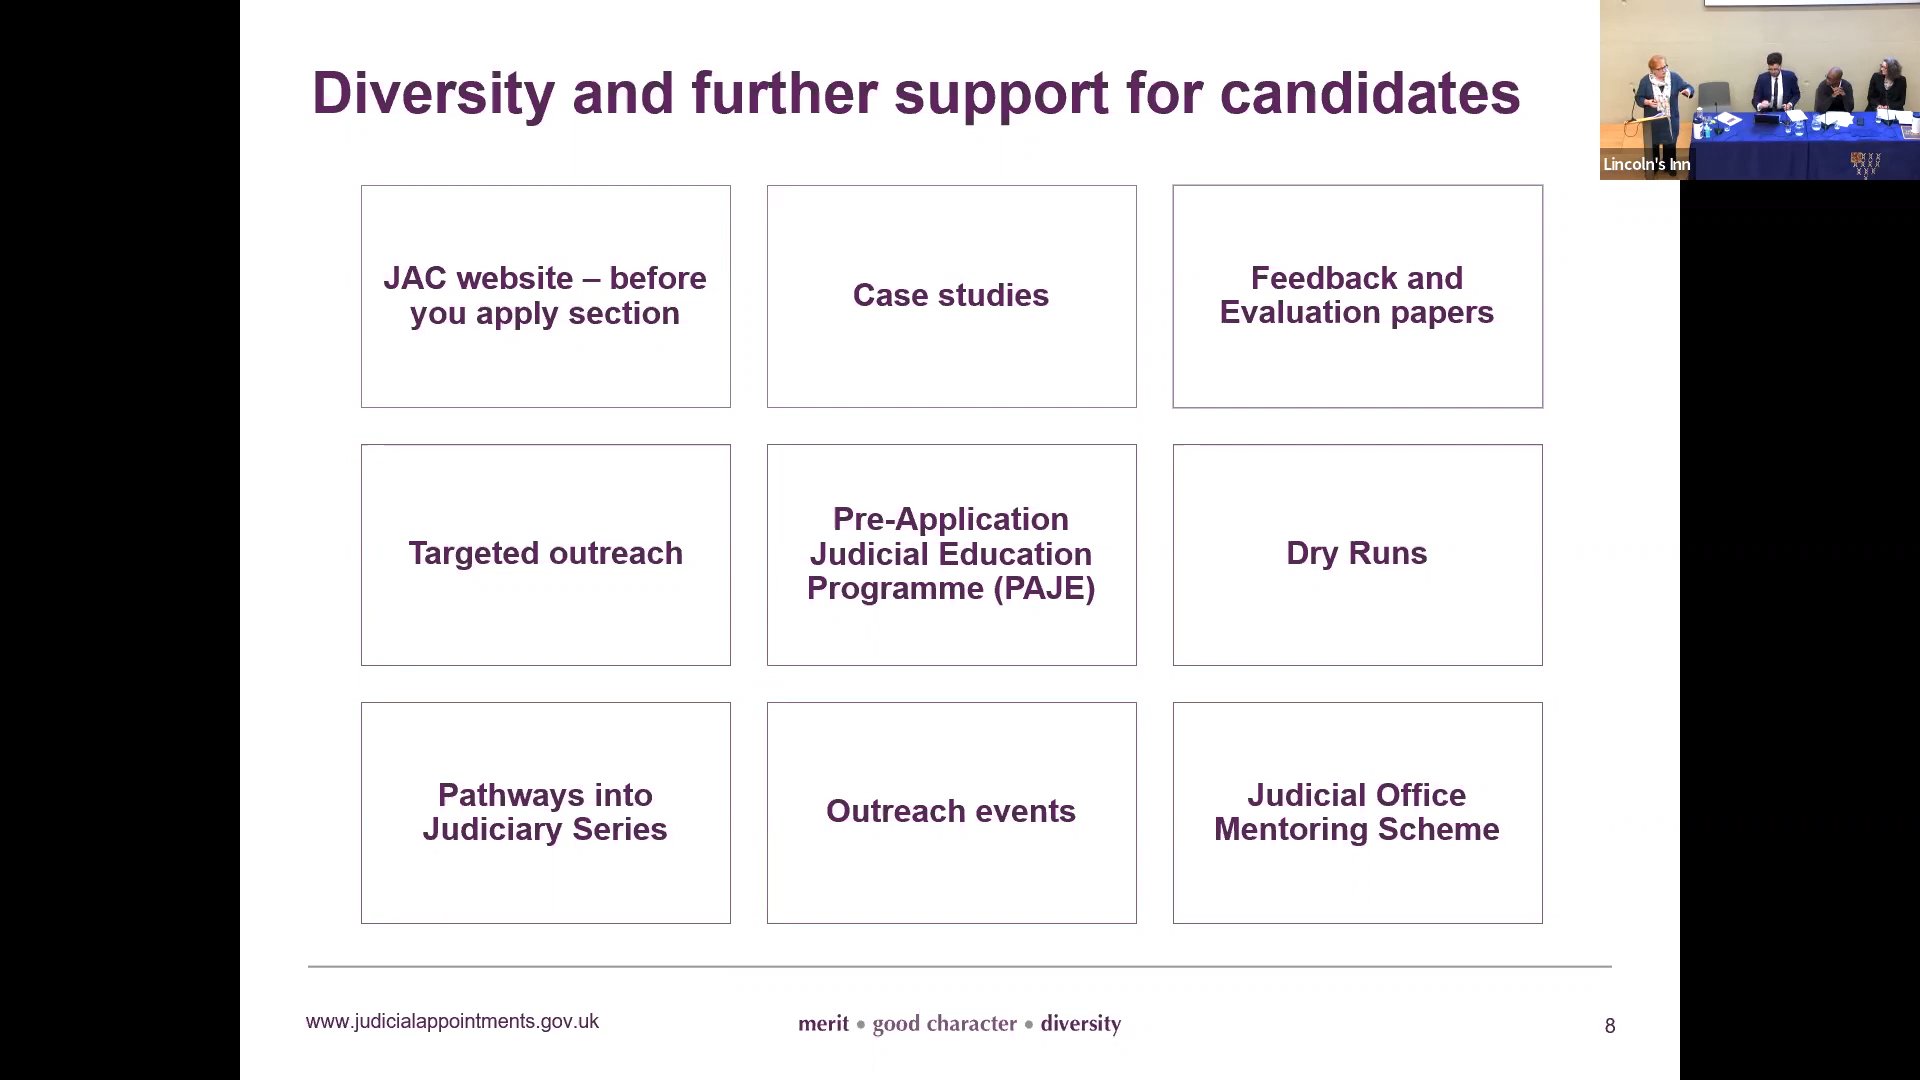 Diversity and further support for candidates
Lincoln's Inn
JAC website – before
you apply section
Case studies
Feedback and
Evaluation papers
Targeted outreach
Pre-Application
Judicial Education
Programme (PAJE)
Dry Runs
Pathways into
Judiciary Series
Outreach events
Judicial Office
Mentoring Scheme
www.judicialappointments.gov.uk
merit • good character • diversity
8